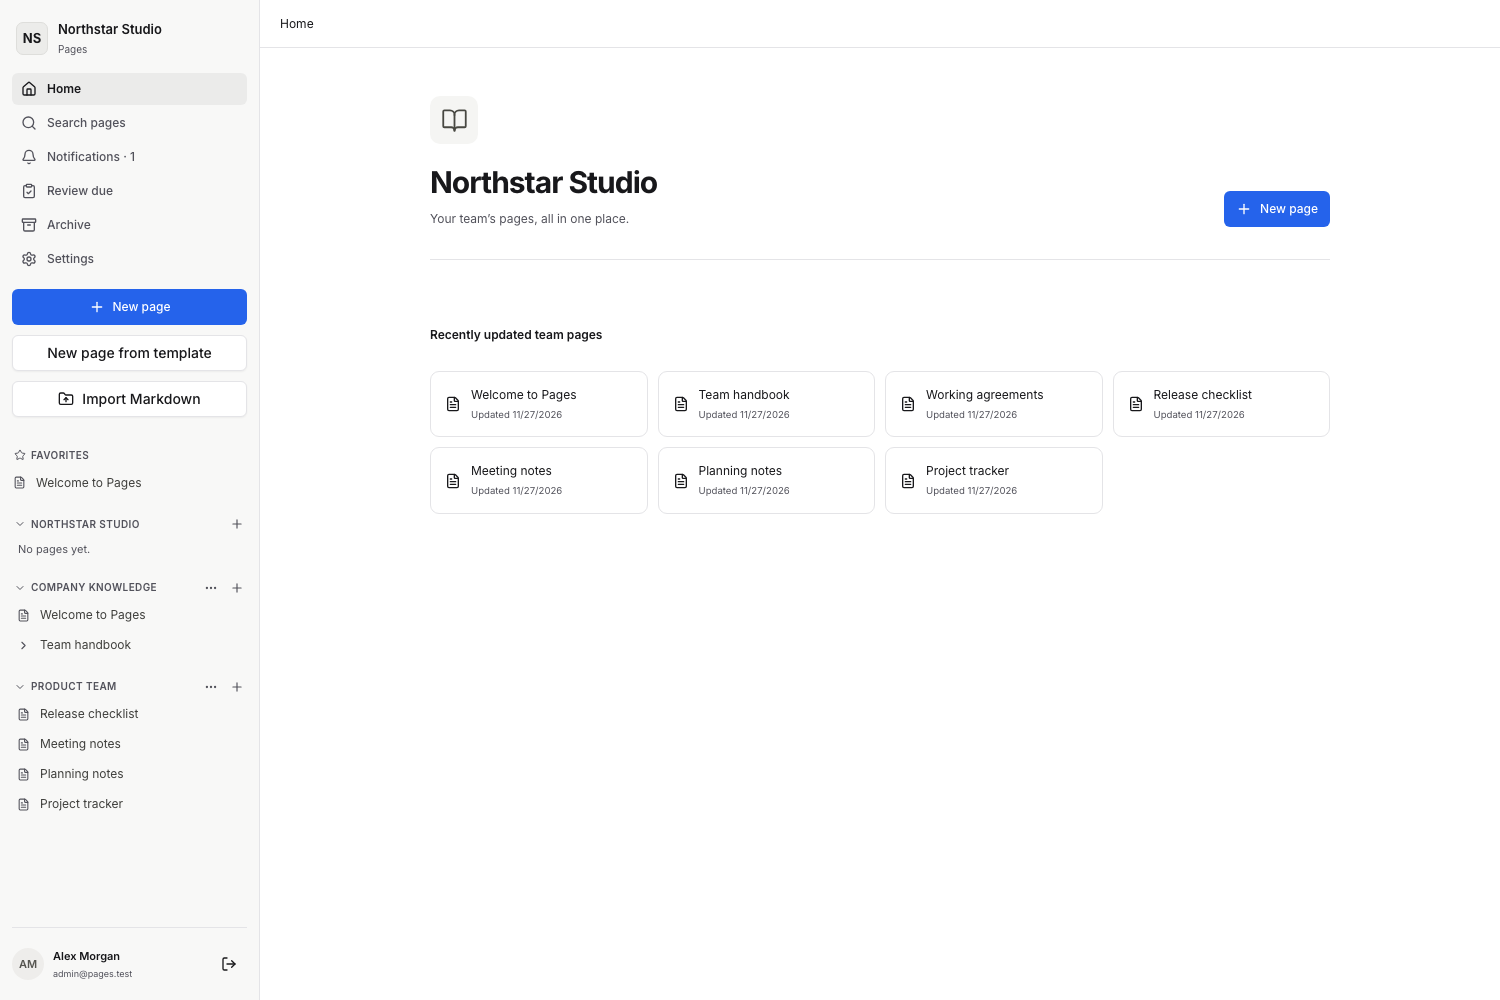 NS
Northstar Studio
Pages
Home
Search pages
Notifications · 1
Review due
Archive
Settings
New page
New page from template
Import Markdown
FAVORITES
Welcome to Pages
NORTHSTAR STUDIO
No pages yet.
COMPANY KNOWLEDGE
Welcome to Pages
Team handbook
PRODUCT TEAM
Release checklist
Meeting notes
Planning notes
Project tracker
AM
Alex Morgan
admin@pages.test
Home
Northstar Studio
Your team’s pages, all in one place.
New page
Recently updated team pages
Welcome to Pages
Updated 11/27/2026
Team handbook
Updated 11/27/2026
Working agreements
Updated 11/27/2026
Release checklist
Updated 11/27/2026
Meeting notes
Updated 11/27/2026
Planning notes
Updated 11/27/2026
Project tracker
Updated 11/27/2026